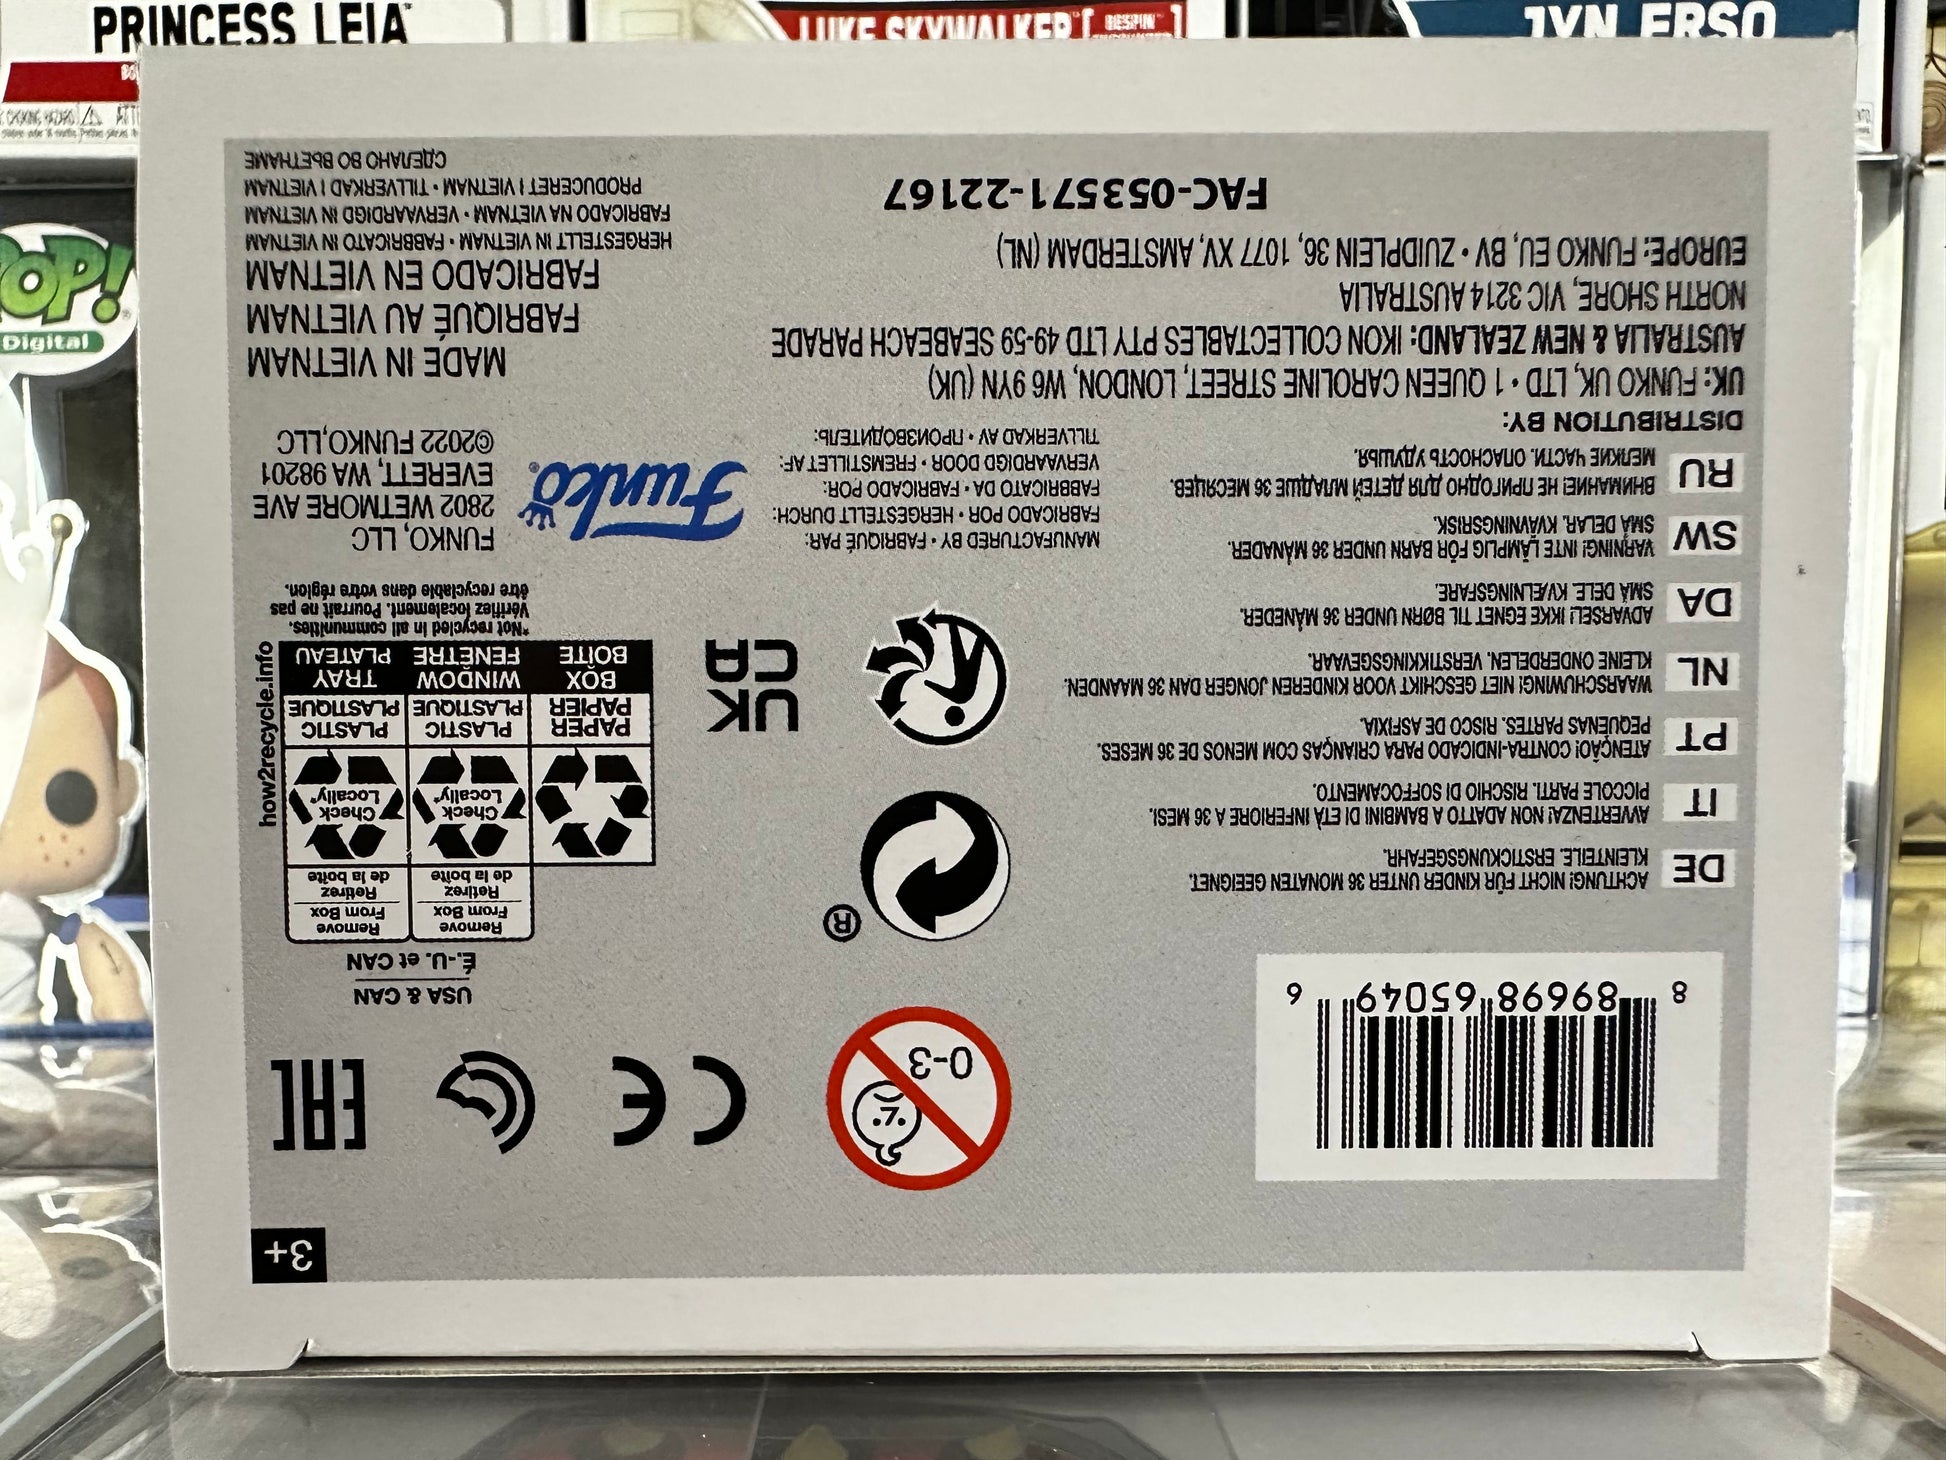 PRINCESS LEIA™
LUKE SKYWALKER™ [BESPIN
JYN ERSO
POP!
Digital
3+
EAC
CE
0-3
8 89698 65049 6
USA & CAN
É.-U. et CAN
Remove
From Box
Retirez
de la boîte
Remove
From Box
Retirez
de la boîte
Check
Locally*
Check
Locally*
PAPER
PAPIER
PLASTIC
PLASTIQUE
PLASTIC
PLASTIQUE
BOX
BOÎTE
WINDOW
FENÊTRE
TRAY
PLATEAU
how2recycle.info
*Not recycled in all communities.
Vérifiez localement. Pourrait ne pas
être recyclable dans votre région.
®
UK
CA
DE
ACHTUNG! NICHT FÜR KINDER UNTER 36 MONATEN GEEIGNET.
KLEINTEILE. ERSTICKUNGSGEFAHR.
IT
AVVERTENZA! NON ADATTO A BAMBINI DI ETÀ INFERIORE A 36 MESI.
PICCOLE PARTI. RISCHIO DI SOFFOCAMENTO.
PT
ATENÇÃO! CONTRA-INDICADO PARA CRIANÇAS COM MENOS DE 36 MESES.
PEQUENAS PARTES. RISCO DE ASFIXIA.
NL
WAARSCHUWING! NIET GESCHIKT VOOR KINDEREN JONGER DAN 36 MAANDEN.
KLEINE ONDERDELEN. VERSTIKKINGSGEVAAR.
DA
ADVARSEL! IKKE EGNET TIL BØRN UNDER 36 MÅNEDER.
SMÅ DELE. KVÆLNINGSFARE.
SW
VARNING! INTE LÄMPLIG FÖR BARN UNDER 36 MÅNADER.
SMÅ DELAR. KVÄVNINGSRISK.
RU
ВНИМАНИЕ! НЕ ПРИГОДНО ДЛЯ ДЕТЕЙ МЛАДШЕ 36 МЕСЯЦЕВ.
МЕЛКИЕ ЧАСТИ. ОПАСНОСТЬ УДУШЬЯ.
MANUFACTURED BY • FABRIQUÉ PAR:
FABRICADO POR • HERGESTELLT DURCH:
FABBRICATO DA • FABRICADO POR:
VERVAARDIGD DOOR • FREMSTILLET AF:
TILLVERKAD AV • ПРОИЗВОДИТЕЛЬ:
Funko®
FUNKO, LLC
2802 WETMORE AVE
EVERETT, WA 98201
©2022 FUNKO,LLC
DISTRIBUTION BY:
UK: FUNKO UK, LTD • 1 QUEEN CAROLINE STREET, LONDON, W6 9YN (UK)
AUSTRALIA & NEW ZEALAND: IKON COLLECTABLES PTY LTD 49-59 SEABEACH PARADE
NORTH SHORE, VIC 3214 AUSTRALIA
EUROPE: FUNKO EU, BV • ZUIDPLEIN 36, 1077 XV, AMSTERDAM (NL)
FAC-053571-22167
MADE IN VIETNAM
FABRIQUÉ AU VIETNAM
FABRICADO EN VIETNAM
HERGESTELLT IN VIETNAM • FABBRICATO IN VIETNAM
FABRICADO NA VIETNAM • VERVAARDIGD IN VIETNAM
PRODUCERET I VIETNAM • TILLVERKAD I VIETNAM
СДЕЛАНО ВО ВЬЕТНАМЕ